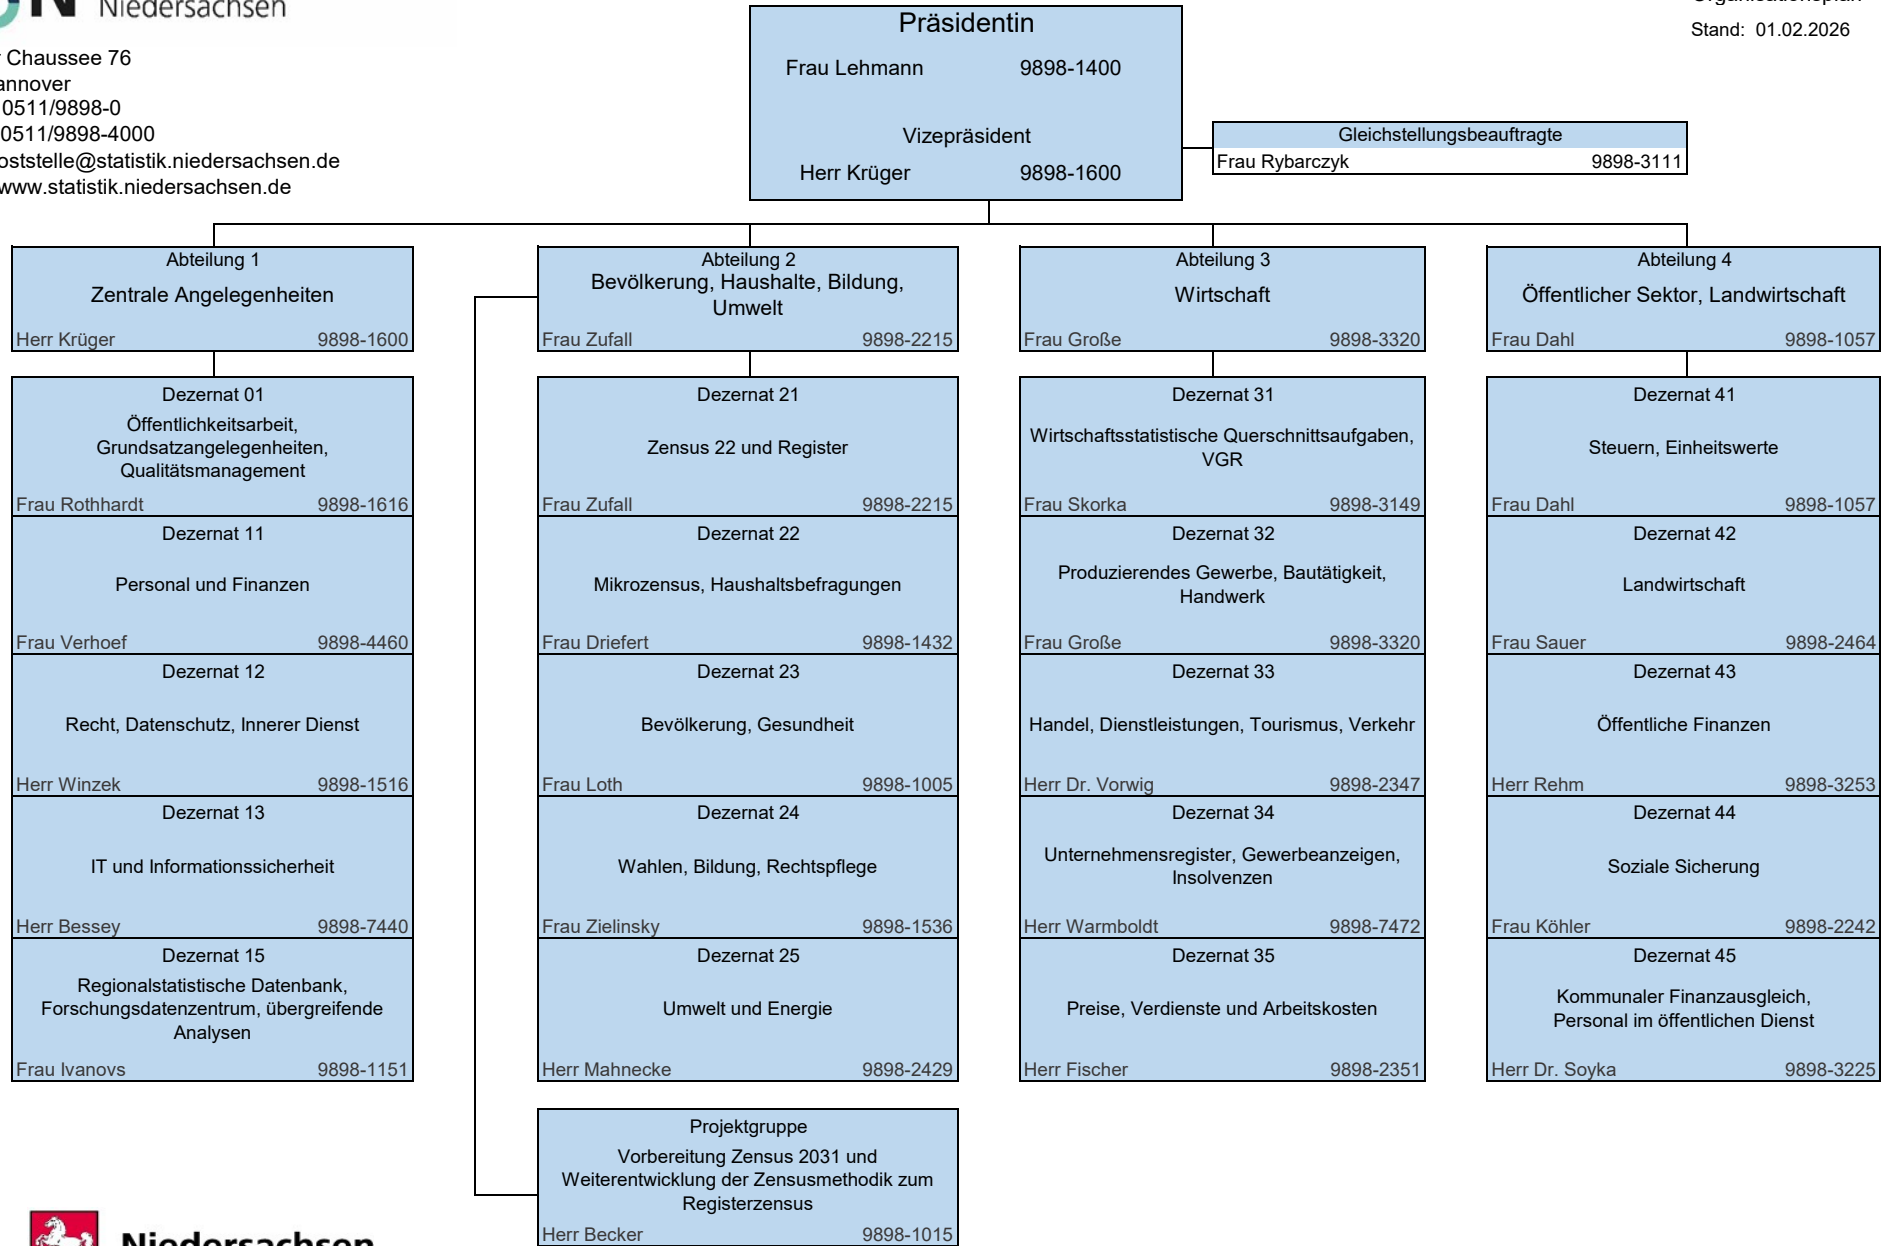 Niedersachsen
Organisationsplan
Stand: 01.02.2026
Chaussee 76
0511/9898-0
0511/9898-4000
www.statistik.niedersachsen.de
Präsidentin
Frau Lehmann 9898-1400
Vizepräsident
Herr Krüger 9898-1600
Gleichstellungsbeauftragte
Frau Rybarczyk 9898-3111
Abteilung 1
Zentrale Angelegenheiten
Herr Krüger 9898-1600
Dezernat 01
Öffentlichkeitsarbeit,
Grundsatzangelegenheiten,
Qualitätsmanagement
Frau Rothhardt 9898-1616
Dezernat 11
Personal und Finanzen
Frau Verhoef 9898-4460
Dezernat 12
Recht, Datenschutz, Innerer Dienst
Herr Winzek 9898-1516
Dezernat 13
IT und Informationssicherheit
Herr Bessey 9898-7440
Dezernat 15
Regionalstatistische Datenbank,
Forschungsdatenzentrum, übergreifende
Analysen
Frau Ivanovs 9898-1151
Abteilung 2
Bevölkerung, Haushalte, Bildung,
Umwelt
Frau Zufall 9898-2215
Dezernat 21
Zensus 22 und Register
Frau Zufall 9898-2215
Dezernat 22
Mikrozensus, Haushaltsbefragungen
Frau Driefert 9898-1432
Dezernat 23
Bevölkerung, Gesundheit
Frau Loth 9898-1005
Dezernat 24
Wahlen, Bildung, Rechtspflege
Frau Zielinsky 9898-1536
Dezernat 25
Umwelt und Energie
Herr Mahnecke 9898-2429
Projektgruppe
Vorbereitung Zensus 2031 und
Weiterentwicklung der Zensusmethodik zum
Registerzensus
Herr Becker 9898-1015
Abteilung 3
Wirtschaft
Frau Große 9898-3320
Dezernat 31
Wirtschaftsstatistische Querschnittsaufgaben,
VGR
Frau Skorka 9898-3149
Dezernat 32
Produzierendes Gewerbe, Bautätigkeit,
Handwerk
Frau Große 9898-3320
Dezernat 33
Handel, Dienstleistungen, Tourismus, Verkehr
Herr Dr. Vorwig 9898-2347
Dezernat 34
Unternehmensregister, Gewerbeanzeigen,
Insolvenzen
Herr Warmboldt 9898-7472
Dezernat 35
Preise, Verdienste und Arbeitskosten
Herr Fischer 9898-2351
Abteilung 4
Öffentlicher Sektor, Landwirtschaft
Frau Dahl 9898-1057
Dezernat 41
Steuern, Einheitswerte
Frau Dahl 9898-1057
Dezernat 42
Landwirtschaft
Frau Sauer 9898-2464
Dezernat 43
Öffentliche Finanzen
Herr Rehm 9898-3253
Dezernat 44
Soziale Sicherung
Frau Köhler 9898-2242
Dezernat 45
Kommunaler Finanzausgleich,
Personal im öffentlichen Dienst
Herr Dr. Soyka 9898-3225
Niedersachsen